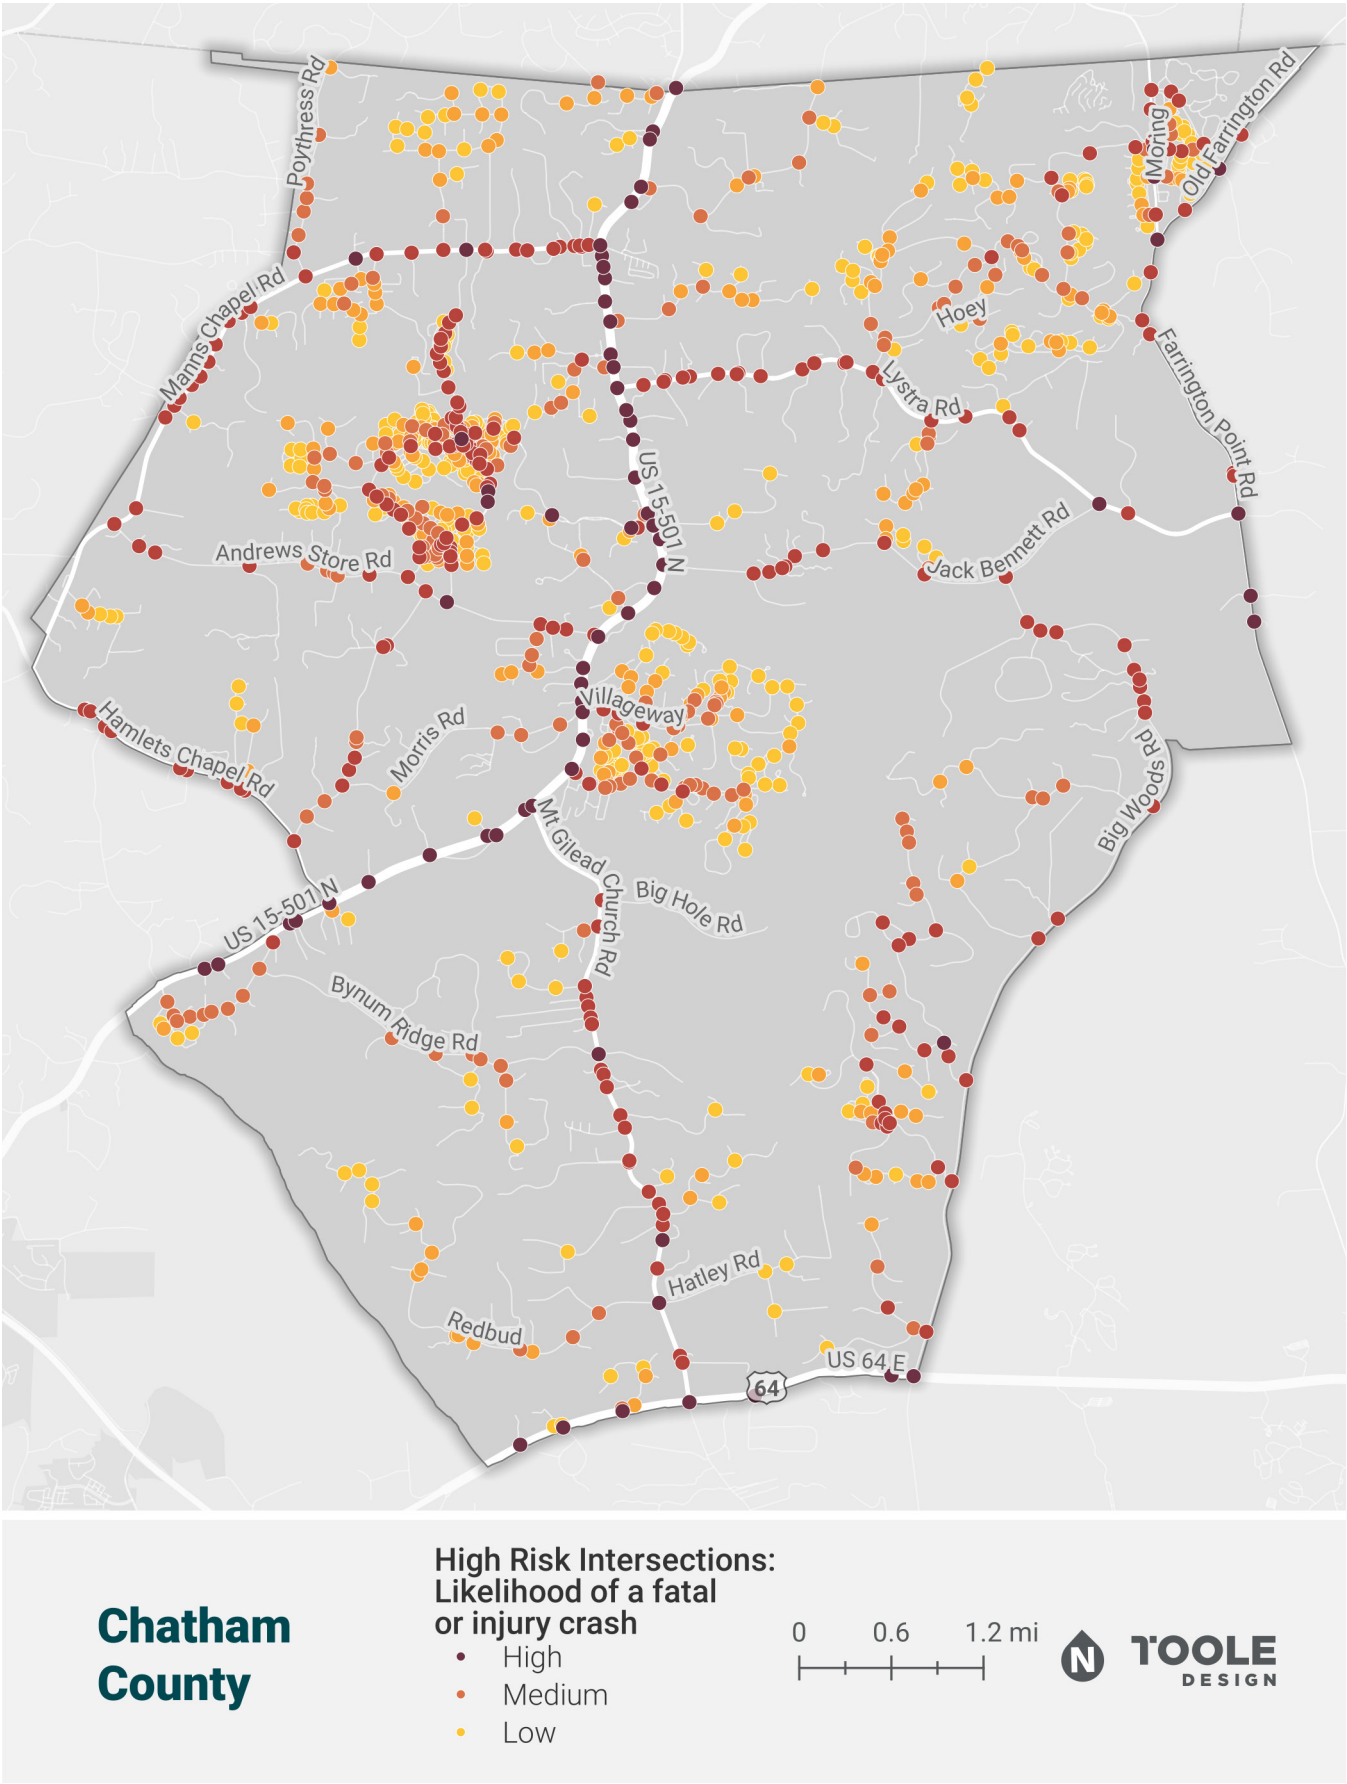 Poythress Rd
Moring
Old Farrington Rd
Manns Chapel Rd
Hoey
Lystra Rd
Farrington Point Rd
US 15-501 N
Andrews Store Rd
Jack Bennett Rd
Villageway
Hamlets Chapel Rd
Morris Rd
Big Woods Rd
Mt Gilead Church Rd
Big Hole Rd
US 15-501 N
Bynum Ridge Rd
Hatley Rd
Redbud
US 64 E
64
Chatham
County
High Risk Intersections:
Likelihood of a fatal
or injury crash
High
Medium
Low
0 0.6 1.2 mi
N
TOOLE
DESIGN